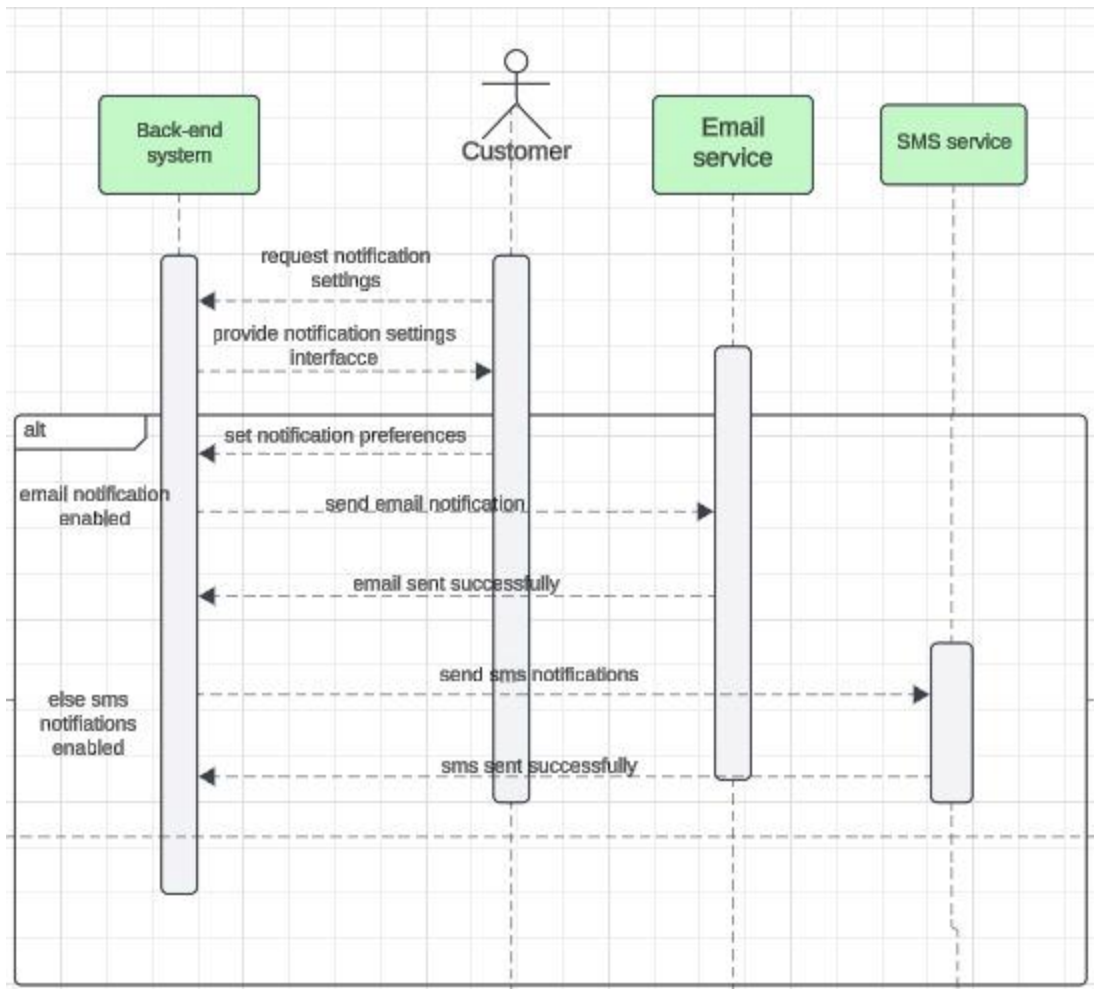 Back-end
system
Customer
Email
service
SMS service
request notification
settings
provide notification settings
interfacce
alt
set notification preferences
email notification
enabled
send email notification
email sent successfully
send sms notifications
else sms
notifiations
enabled
sms sent successfully